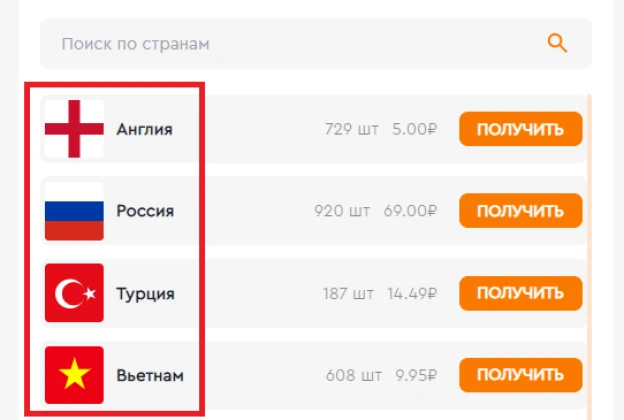 Поиск по странам
Англия 729 шт 5.00₽ ПОЛУЧИТЬ
Россия 920 шт 69.00₽ ПОЛУЧИТЬ
Турция 187 шт 14.49₽ ПОЛУЧИТЬ
Вьетнам 608 шт 9.95₽ ПОЛУЧИТЬ